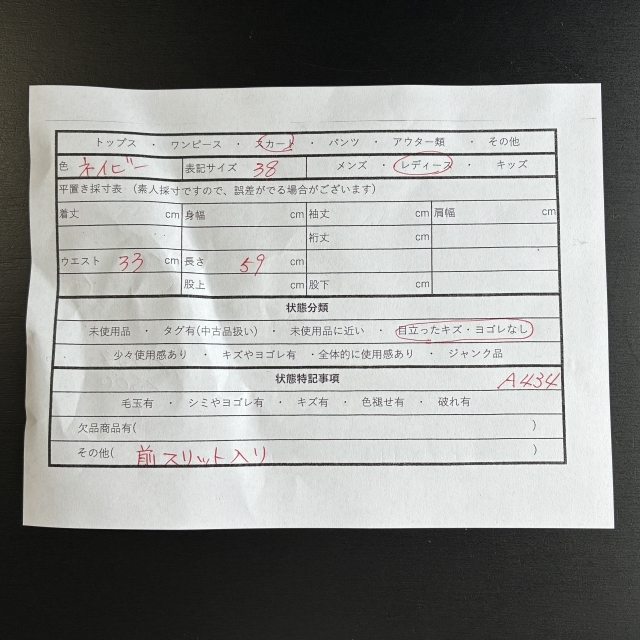 トップス ・ ワンピース ・ スカート ・ パンツ ・ アウター類 ・ その他
色 ネイビー 表記サイズ 38 メンズ ・ レディース ・ キッズ
平置き採寸表 (素人採寸ですので、誤差がでる場合がございます)
着丈 cm 身幅 cm 袖丈 cm 肩幅 cm
裄丈 cm
ウエスト 33 cm 長さ 59 cm
股上 cm 股下 cm
状態分類
未使用品 ・ タグ有(中古品扱い) ・ 未使用品に近い ・ 目立ったキズ・ヨゴレなし
少々使用感あり ・ キズやヨゴレ有 ・全体的に使用感あり ・ ジャンク品
状態特記事項 A434
毛玉有 ・ シミやヨゴレ有 ・ キズ有 ・ 色褪せ有 ・ 破れ有
欠品商品有( )
その他( 前スリット入り )